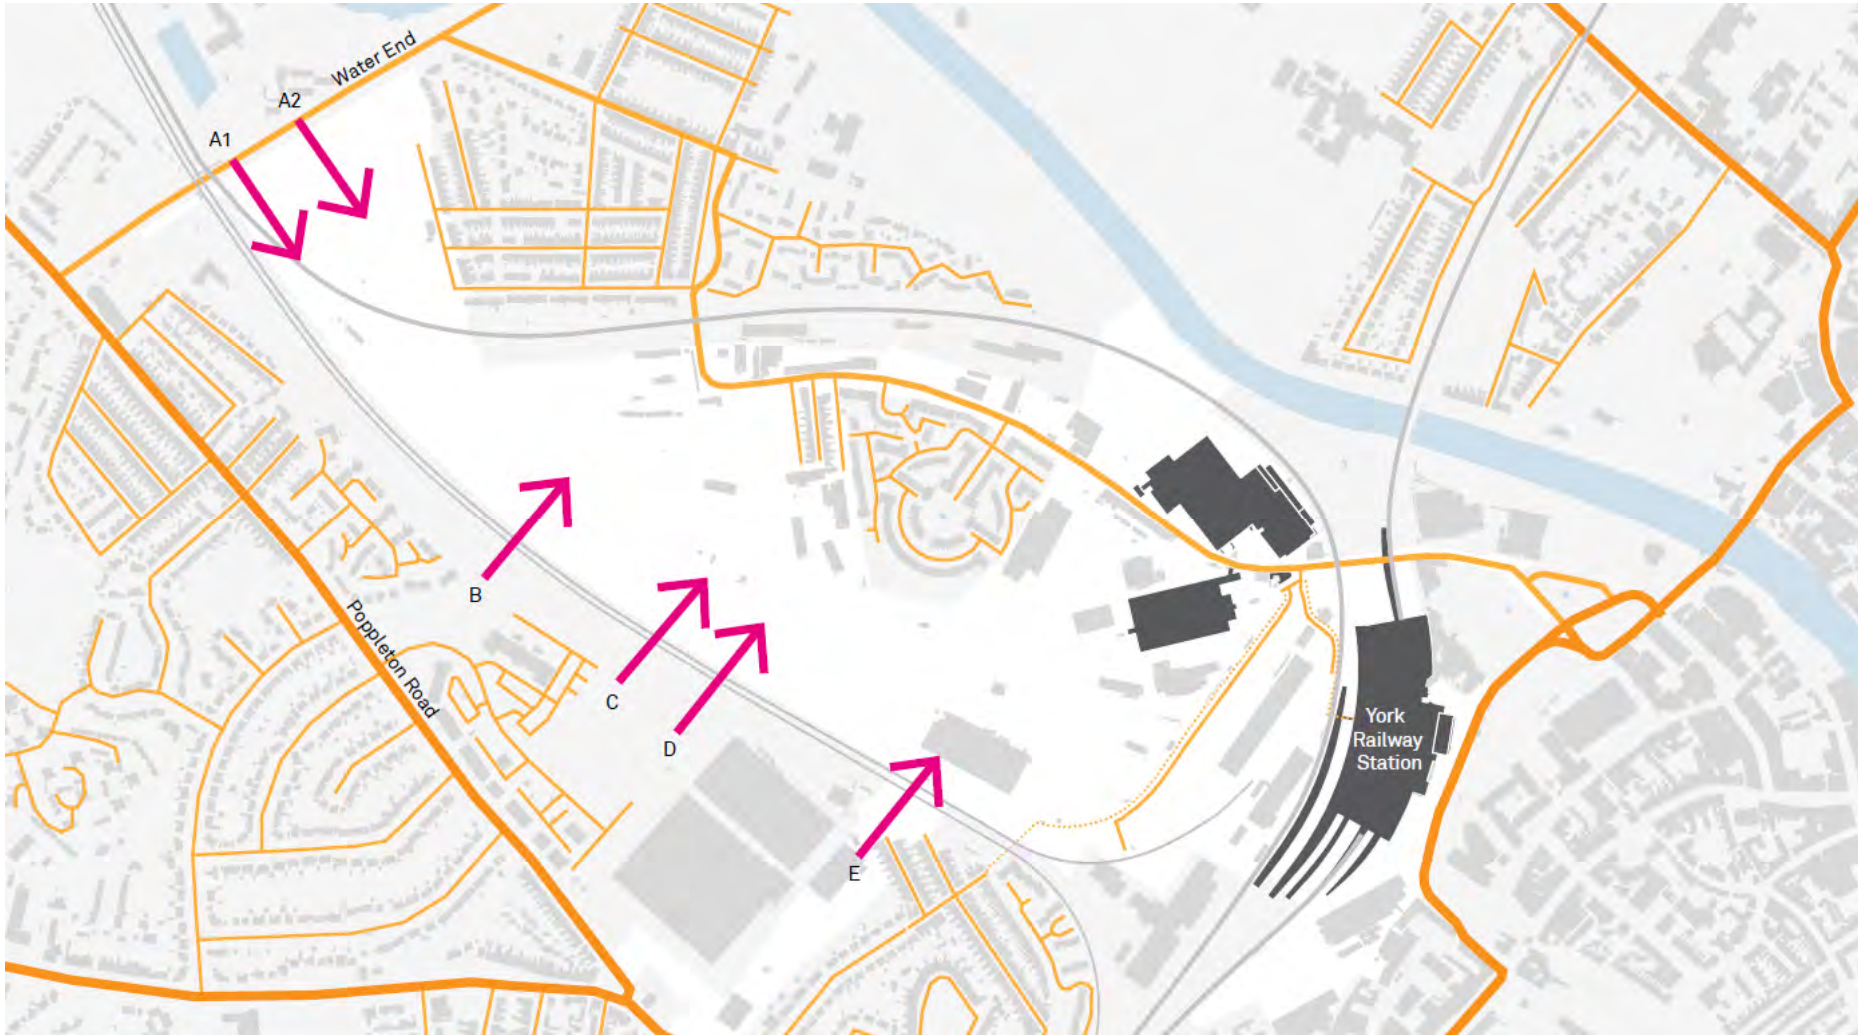 Water End
A2
A1
B
Poppleton Road
C
D
E
York
Railway
Station